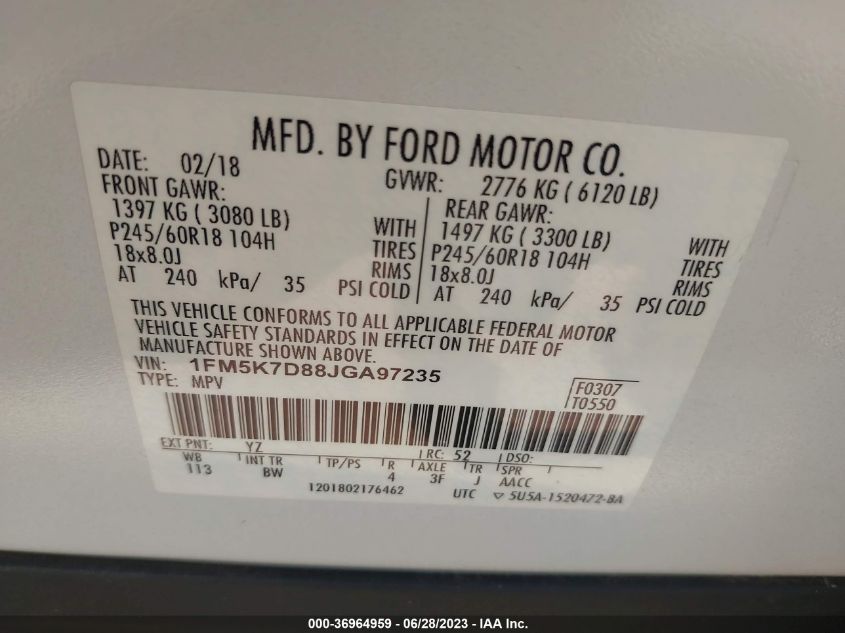 MFD. BY FORD MOTOR CO.
DATE: 02/18 GVWR: 2776 KG ( 6120 LB)
FRONT GAWR: REAR GAWR:
1397 KG ( 3080 LB) WITH 1497 KG ( 3300 LB) WITH
P245/60R18 104H TIRES P245/60R18 104H TIRES
18x8.0J RIMS 18x8.0J RIMS
AT 240 kPa/ 35 PSI COLD AT 240 kPa/ 35 PSI COLD
THIS VEHICLE CONFORMS TO ALL APPLICABLE FEDERAL MOTOR
VEHICLE SAFETY STANDARDS IN EFFECT ON THE DATE OF
MANUFACTURE SHOWN ABOVE.
VIN: 1FM5K7D88JGA97235
TYPE: MPV
F0307
T0550
EXT PNT: YZ RC: 52 DSO:
WB INT TR TP/PS R AXLE TR SPR
113 BW 4 3F J AACC
1201802176462 UTC ▽ 5U5A-1520472-BA
000-36964959 - 06/28/2023 - IAA Inc.